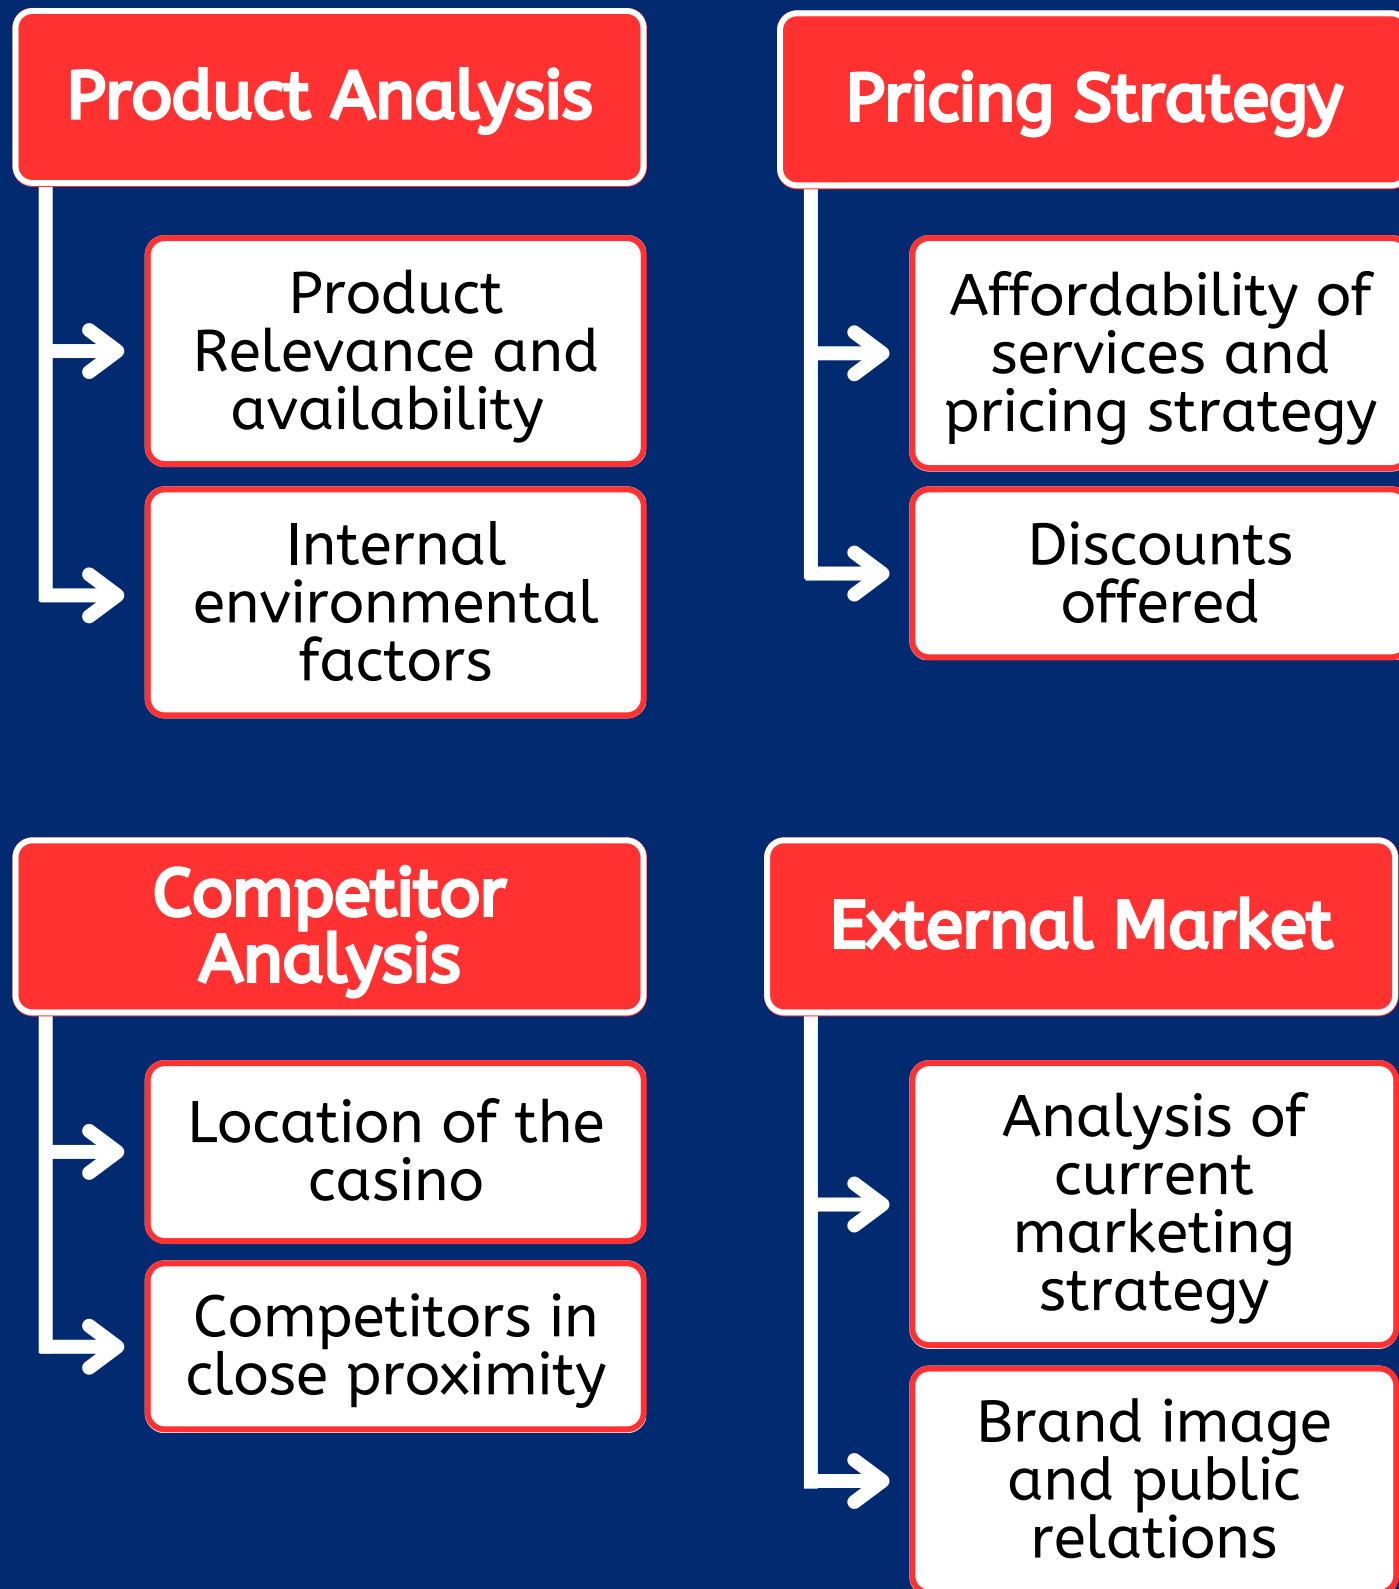 Product Analysis
Product
Relevance and
availability
Internal
environmental
factors
Pricing Strategy
Affordability of
services and
pricing strategy
Discounts
offered
Competitor
Analysis
Location of the
casino
Competitors in
close proximity
External Market
Analysis of
current
marketing
strategy
Brand image
and public
relations